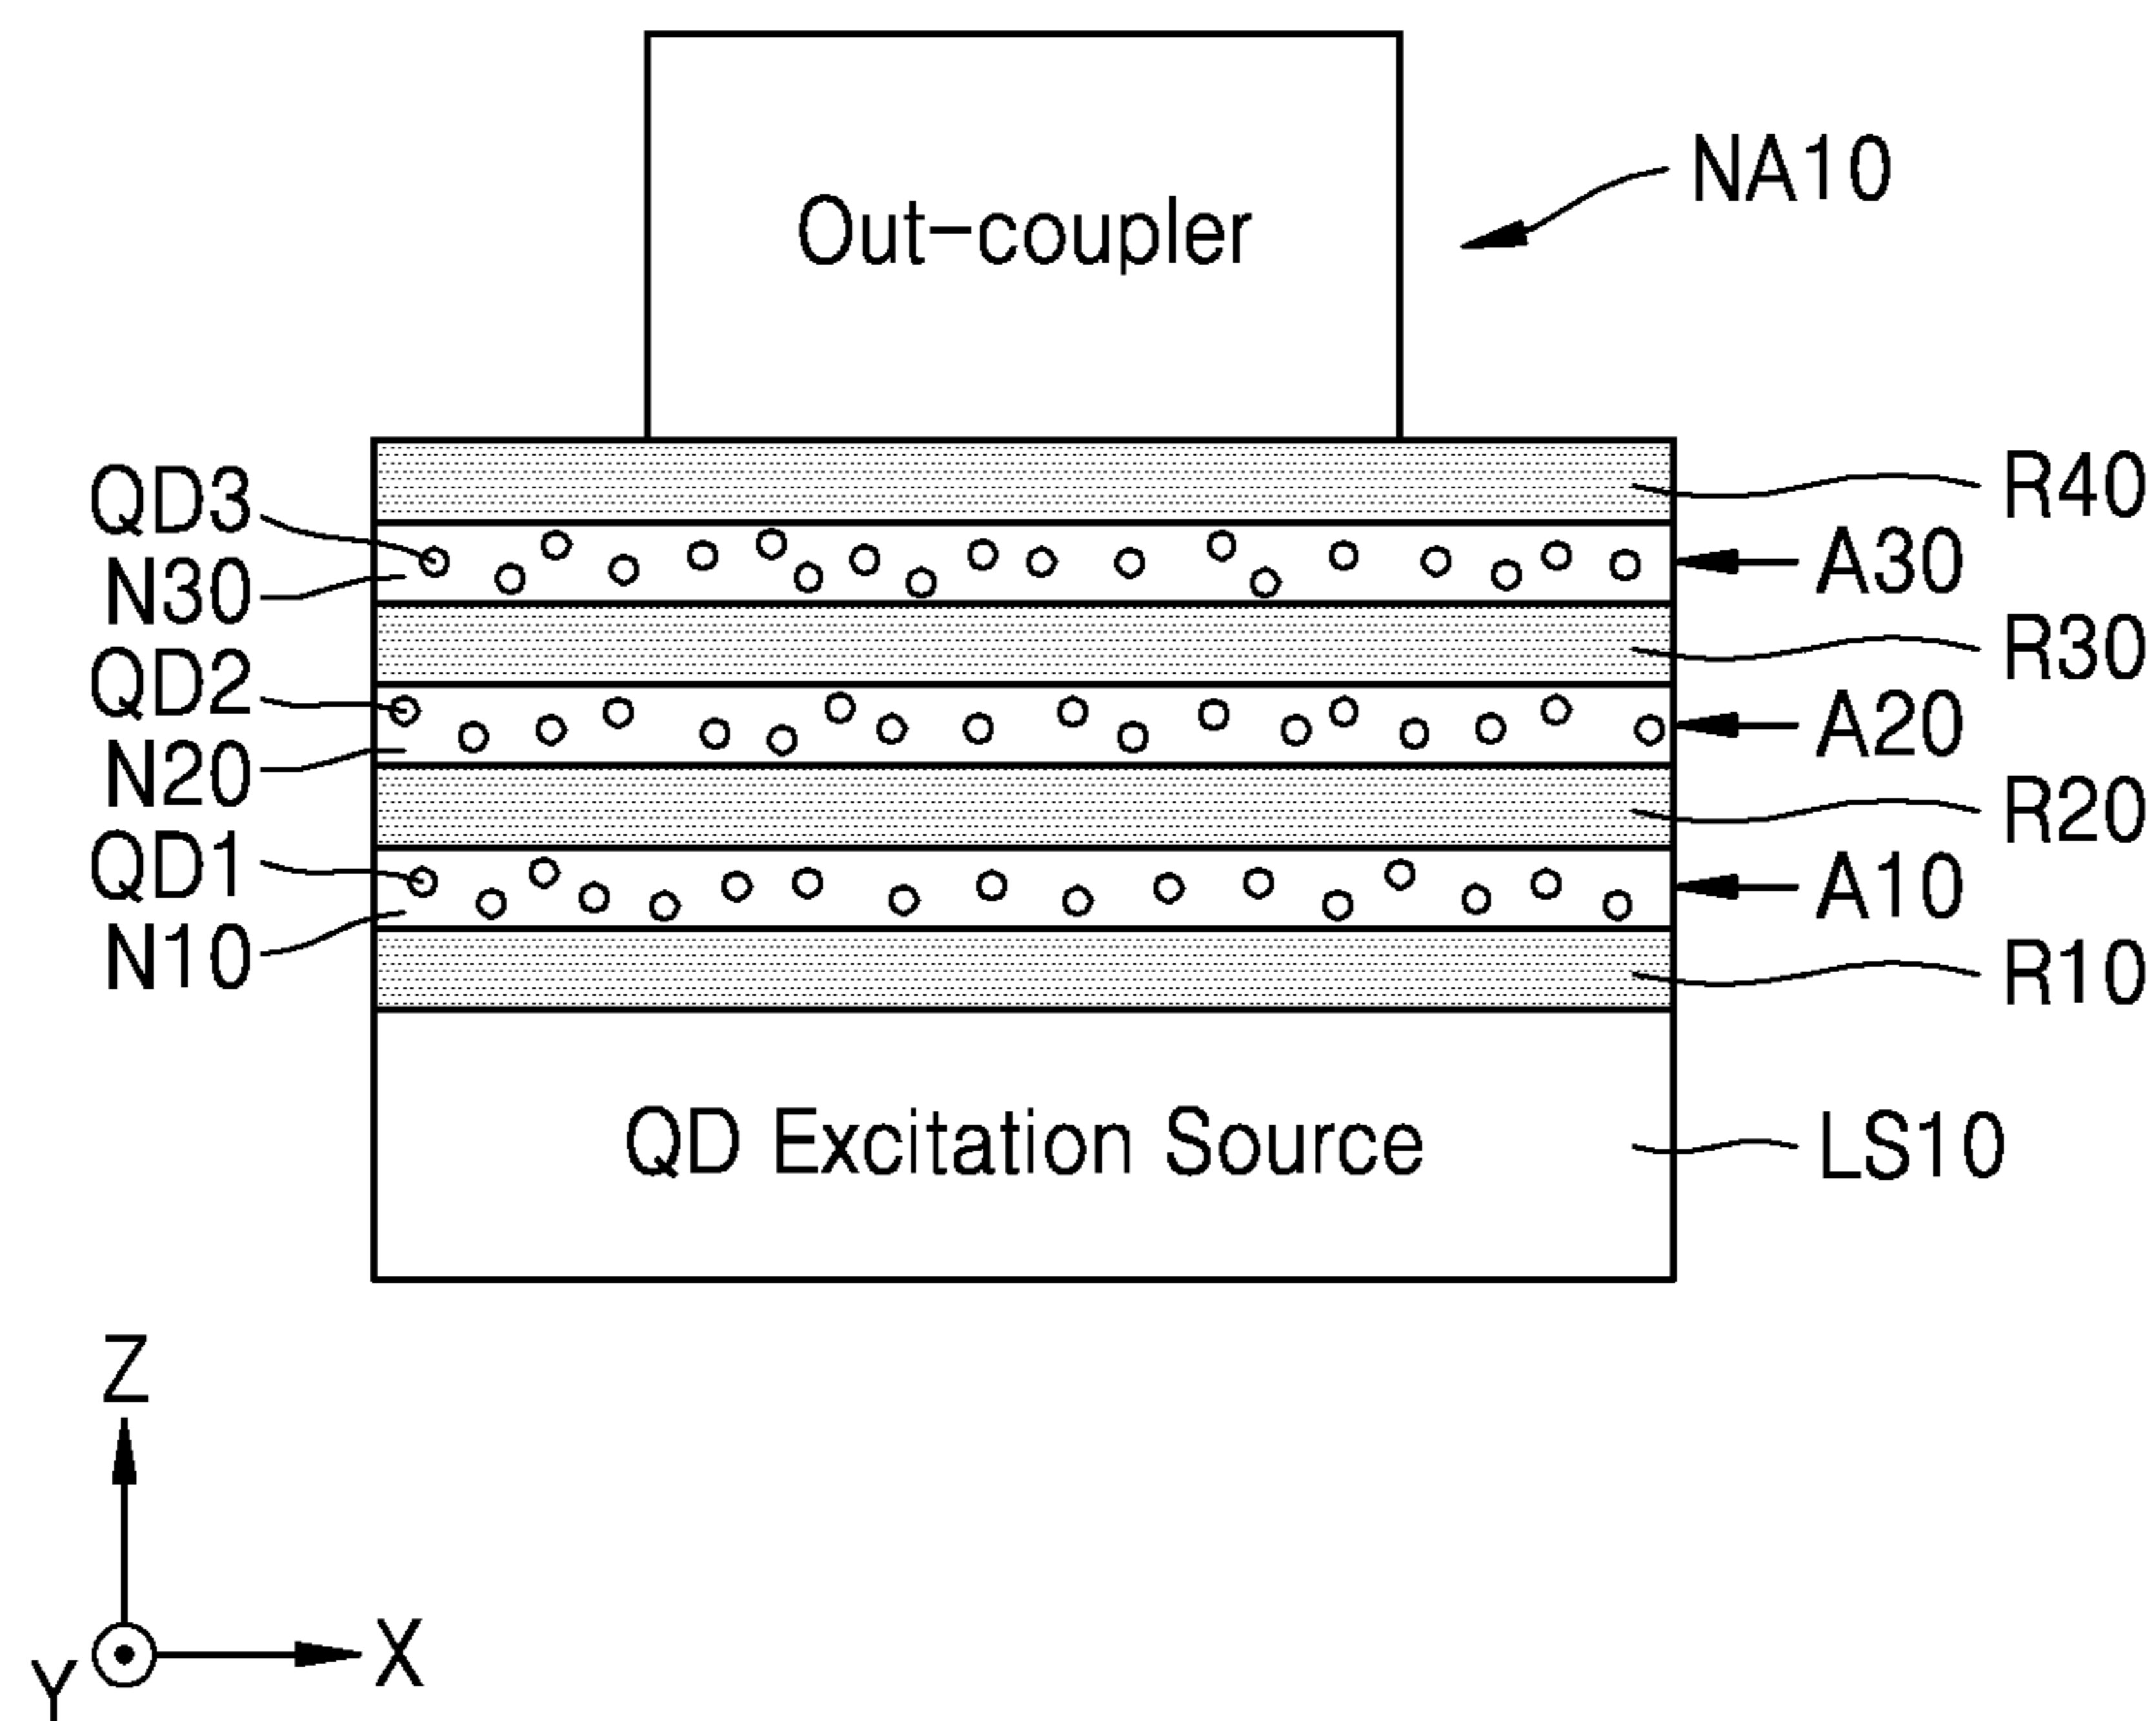 NA10
Out-coupler
QD3
R40
N30
A30
QD2
R30
N20
A20
QD1
R20
N10
A10
R10
QD Excitation Source
LS10
Z
Y
X